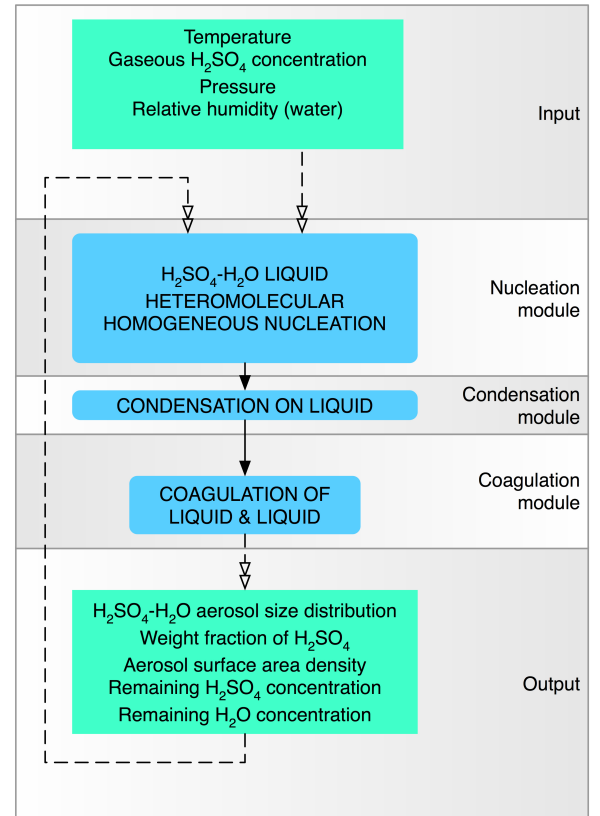 Temperature
Gaseous H₂SO₄ concentration
Pressure
Relative humidity (water)
Input
H₂SO₄-H₂O LIQUID
HETEROMOLECULAR
HOMOGENEOUS NUCLEATION
Nucleation
module
CONDENSATION ON LIQUID
Condensation
module
COAGULATION OF
LIQUID & LIQUID
Coagulation
module
H₂SO₄-H₂O aerosol size distribution
Weight fraction of H₂SO₄
Aerosol surface area density
Remaining H₂SO₄ concentration
Remaining H₂O concentration
Output